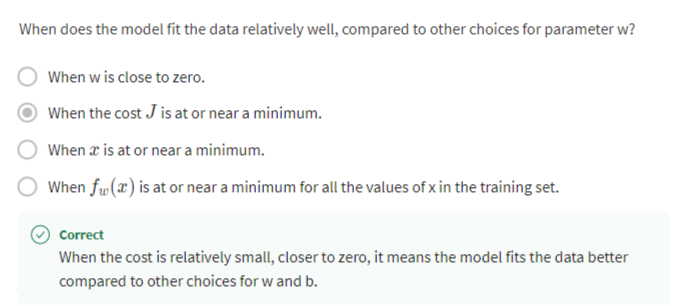 When does the model fit the data relatively well, compared to other choices for parameter w?
When w is close to zero.
When the cost J is at or near a minimum.
When x is at or near a minimum.
When fw(x) is at or near a minimum for all the values of x in the training set.
Correct
When the cost is relatively small, closer to zero, it means the model fits the data better
compared to other choices for w and b.